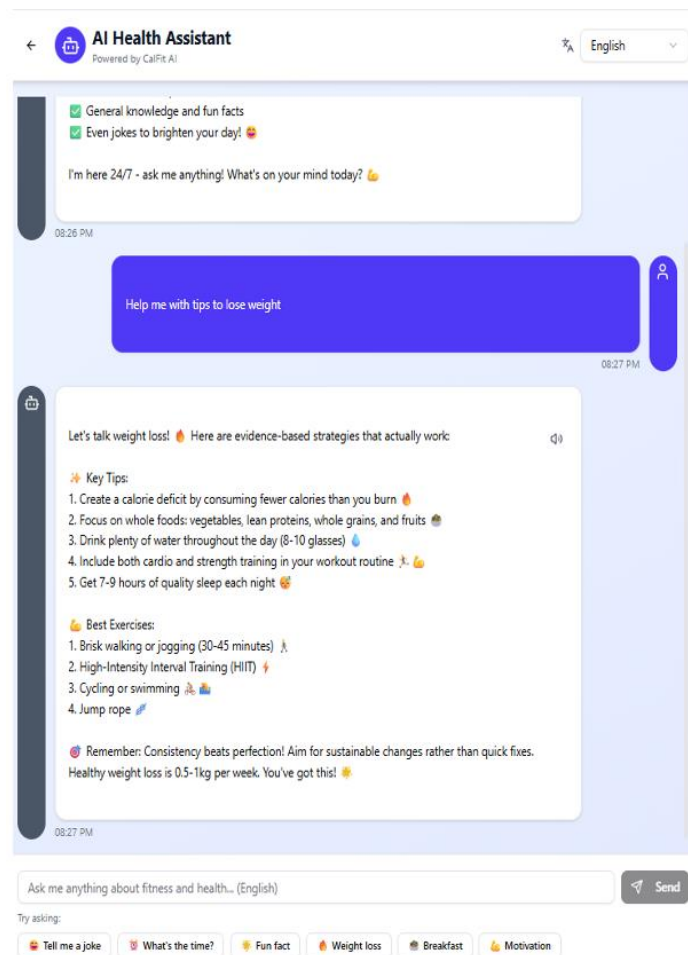 AI Health Assistant
Powered by CalFit AI
English
✅ General knowledge and fun facts
✅ Even jokes to brighten your day! 😄
I'm here 24/7 - ask me anything! What's on your mind today? 💪
08:26 PM
Help me with tips to lose weight
08:27 PM
Let's talk weight loss! 🔥 Here are evidence-based strategies that actually work:
✨ Key Tips:
1. Create a calorie deficit by consuming fewer calories than you burn 🔥
2. Focus on whole foods: vegetables, lean proteins, whole grains, and fruits 🥗
3. Drink plenty of water throughout the day (8-10 glasses) 💧
4. Include both cardio and strength training in your workout routine 🏃 💪
5. Get 7-9 hours of quality sleep each night 😴
💪 Best Exercises:
1. Brisk walking or jogging (30-45 minutes) 🚶
2. High-Intensity Interval Training (HIIT) ⚡
3. Cycling or swimming 🚴 🏊
4. Jump rope 🪢
🎯 Remember: Consistency beats perfection! Aim for sustainable changes rather than quick fixes.
Healthy weight loss is 0.5-1kg per week. You've got this! 🌟
08:27 PM
Ask me anything about fitness and health... (English)
Send
Try asking:
😄 Tell me a joke
⏰ What's the time?
🌟 Fun fact
🔥 Weight loss
🥗 Breakfast
💪 Motivation